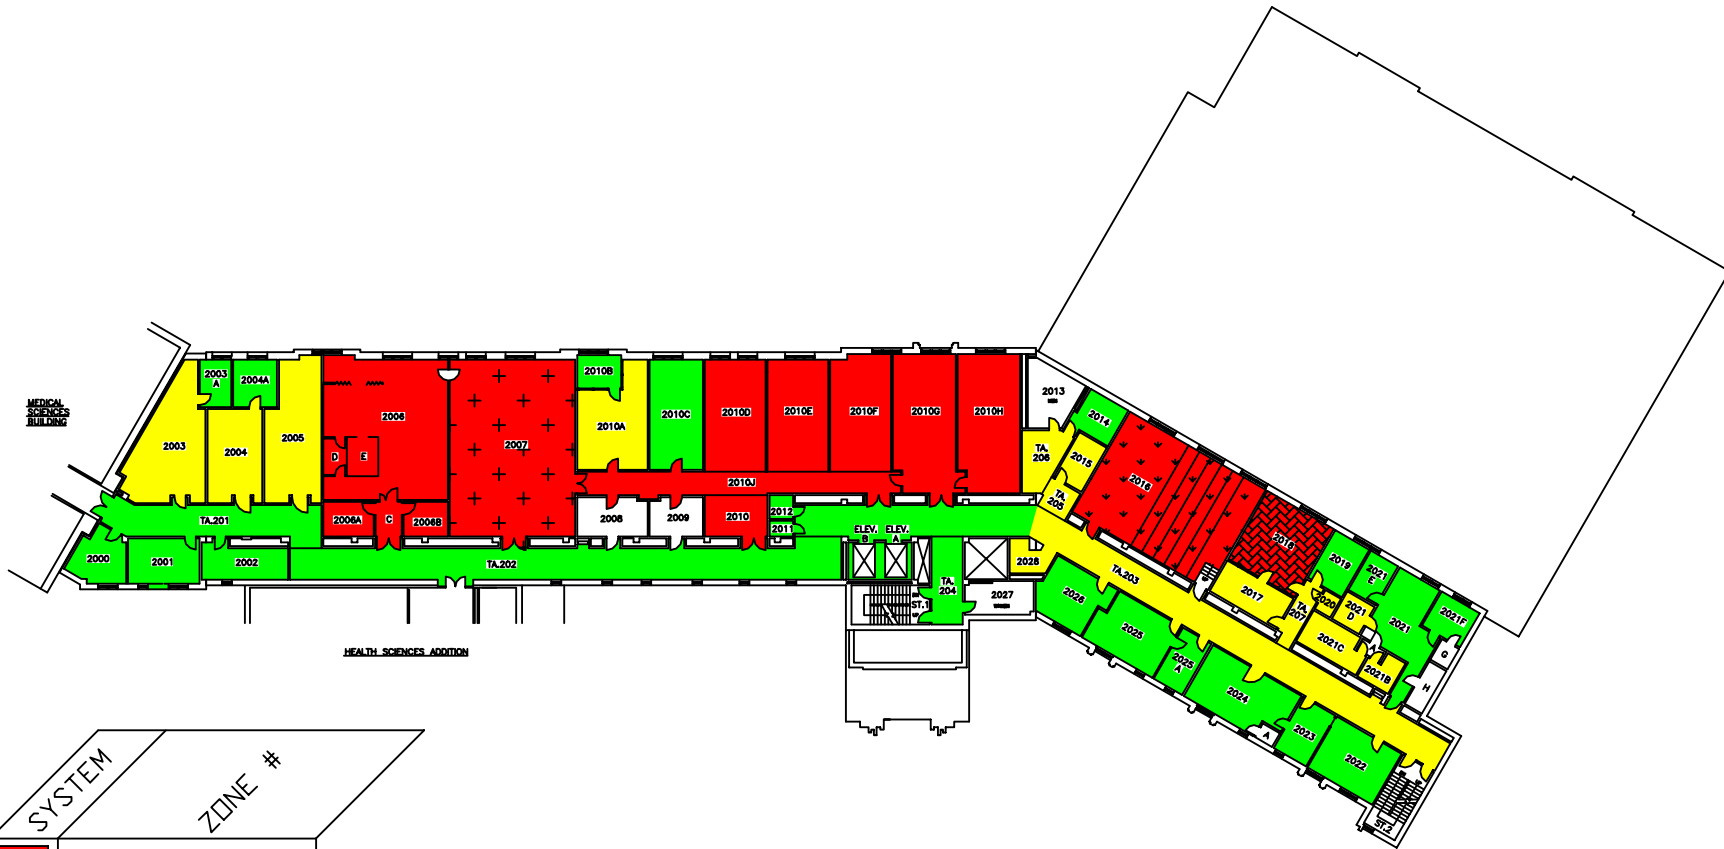 2003
A
2004A
2003
2004
2005
2006
D
E
2006A
C
2006B
2007
2010B
2010A
2010C
2010D
2010E
2010F
2010G
2010H
2010J
2008
2009
2010
2012
2011
2013
2014
2015
TA.
206
TA.
205
2016
2018
2019
2021
E
2021F
2021
2021
D
2020
2017
TA.
207
2021C
A
2021B
G
H
MEDICAL
SCIENCES
BUILDING
TA.201
2000
2001
2002
TA.202
ELEV.
B
ELEV.
A
TA.
204
ST.1
2028
2027
TA.203
2026
2025
2025
A
2024
A
2023
2022
ST.2
HEALTH SCIENCES ADDITION
SYSTEM
ZONE #